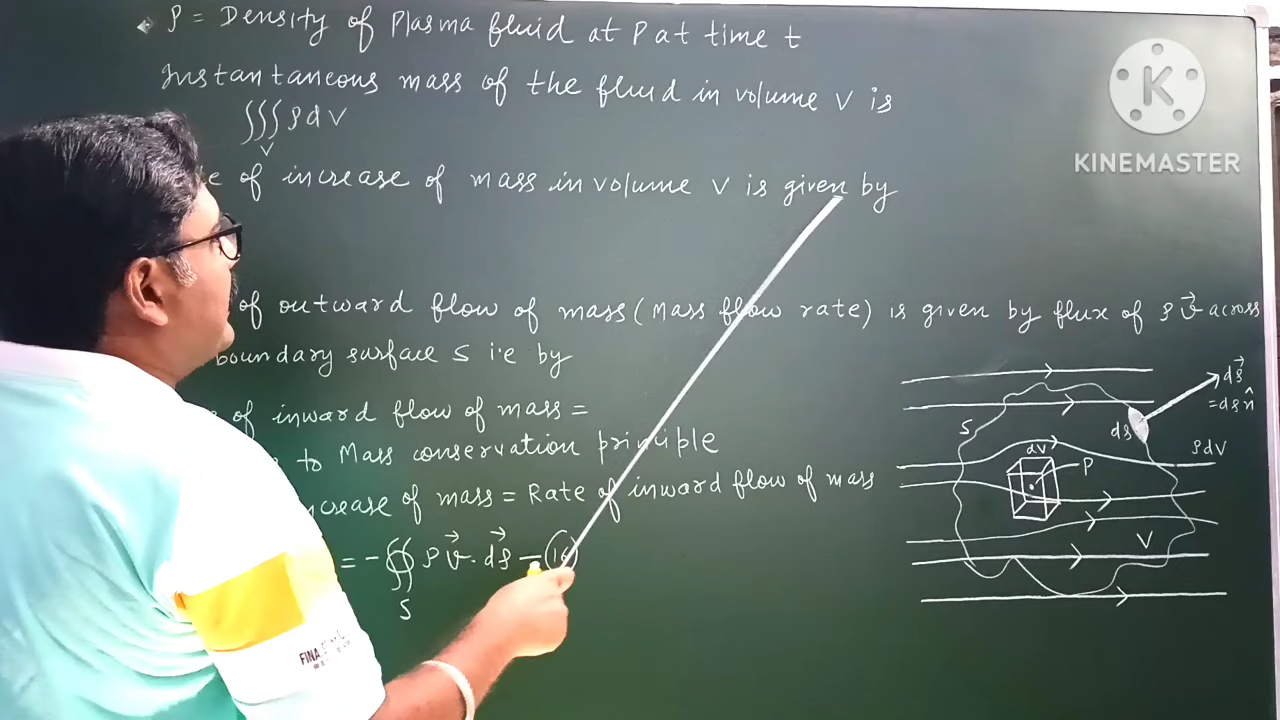 ρ = Density of Plasma fluid at P at time t
Instantaneous mass of the fluid in volume V is
∭ ρdV
V
of increase of mass in volume V is given by
of outward flow of mass (Mass flow rate) is given by flux of ρv⃗ across
boundary surface S i.e by
of inward flow of mass =
to Mass conservation principle
increase of mass = Rate of inward flow of mass
= - ∯ ρ v⃗ . ds⃗ —
S
ds⃗
= ds n̂
ds
S
dV
P
ρdV
V
K
KINEMASTER
FINA